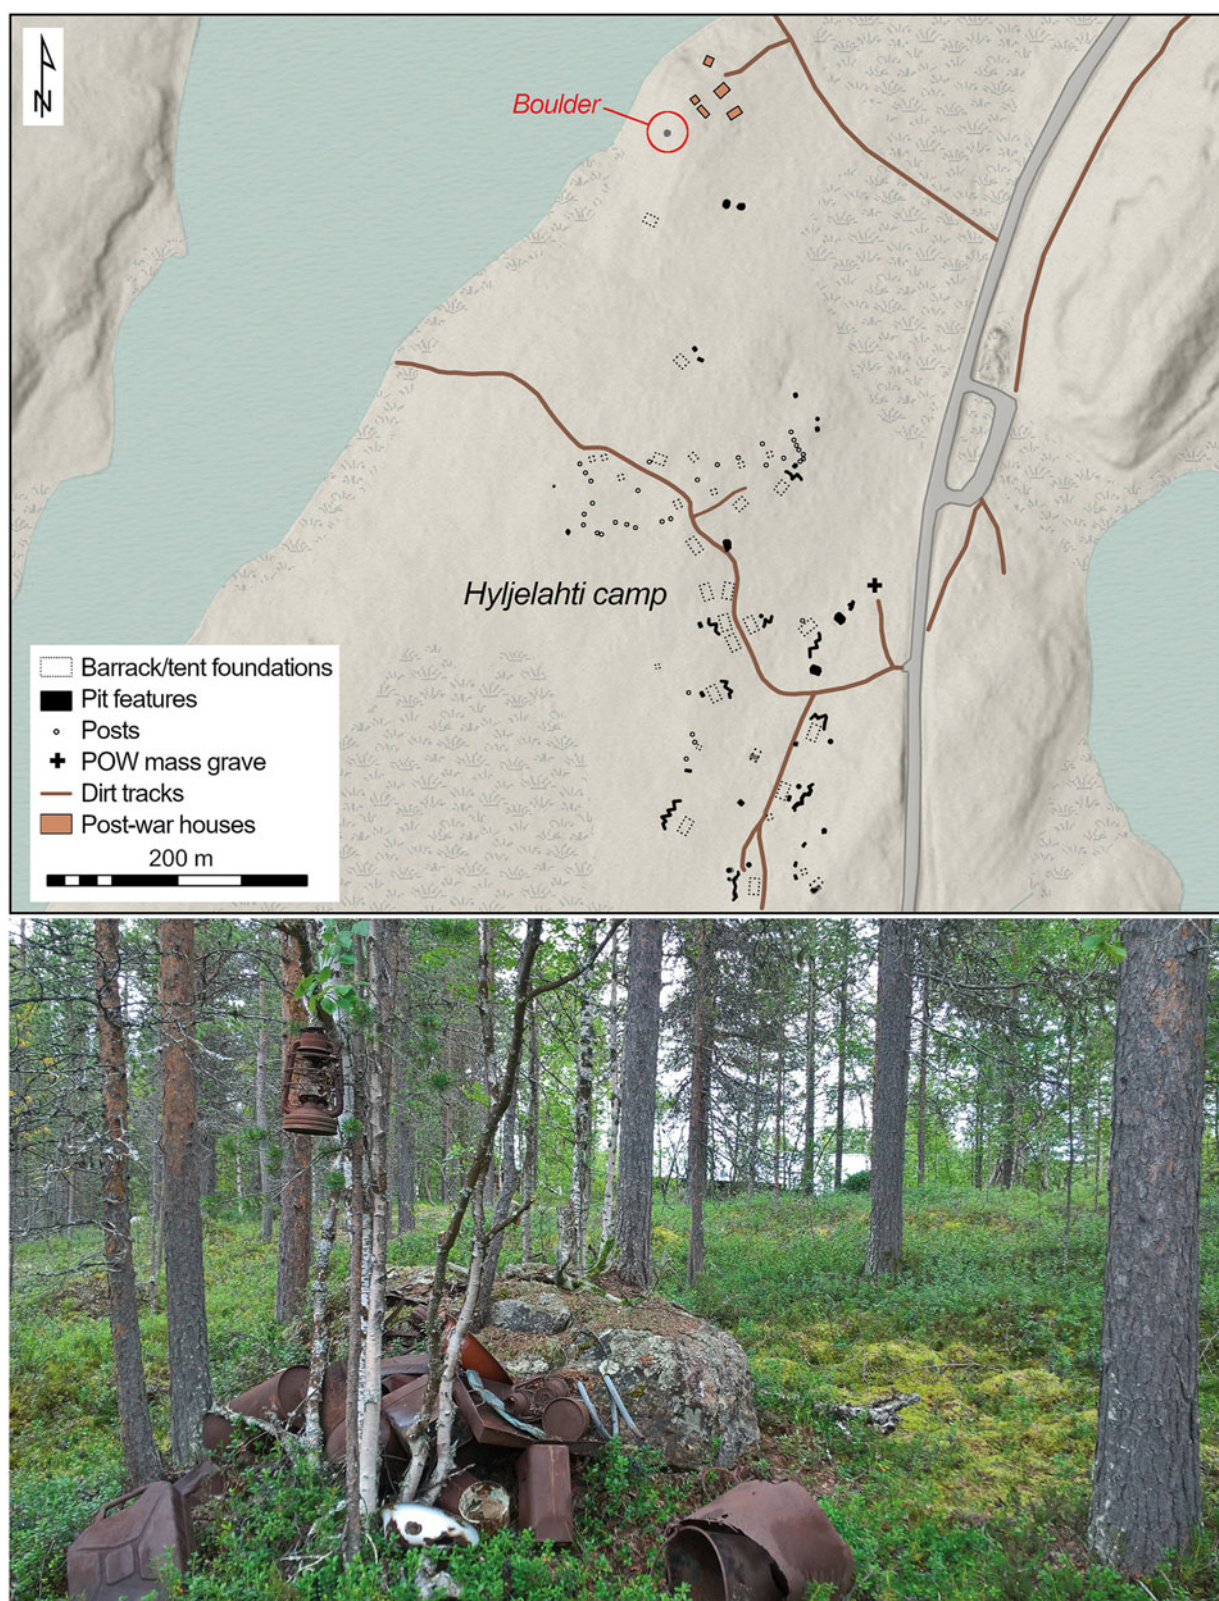 N
Boulder
Hyljelahti camp
Barrack/tent foundations
Pit features
Posts
POW mass grave
Dirt tracks
Post-war houses
200 m